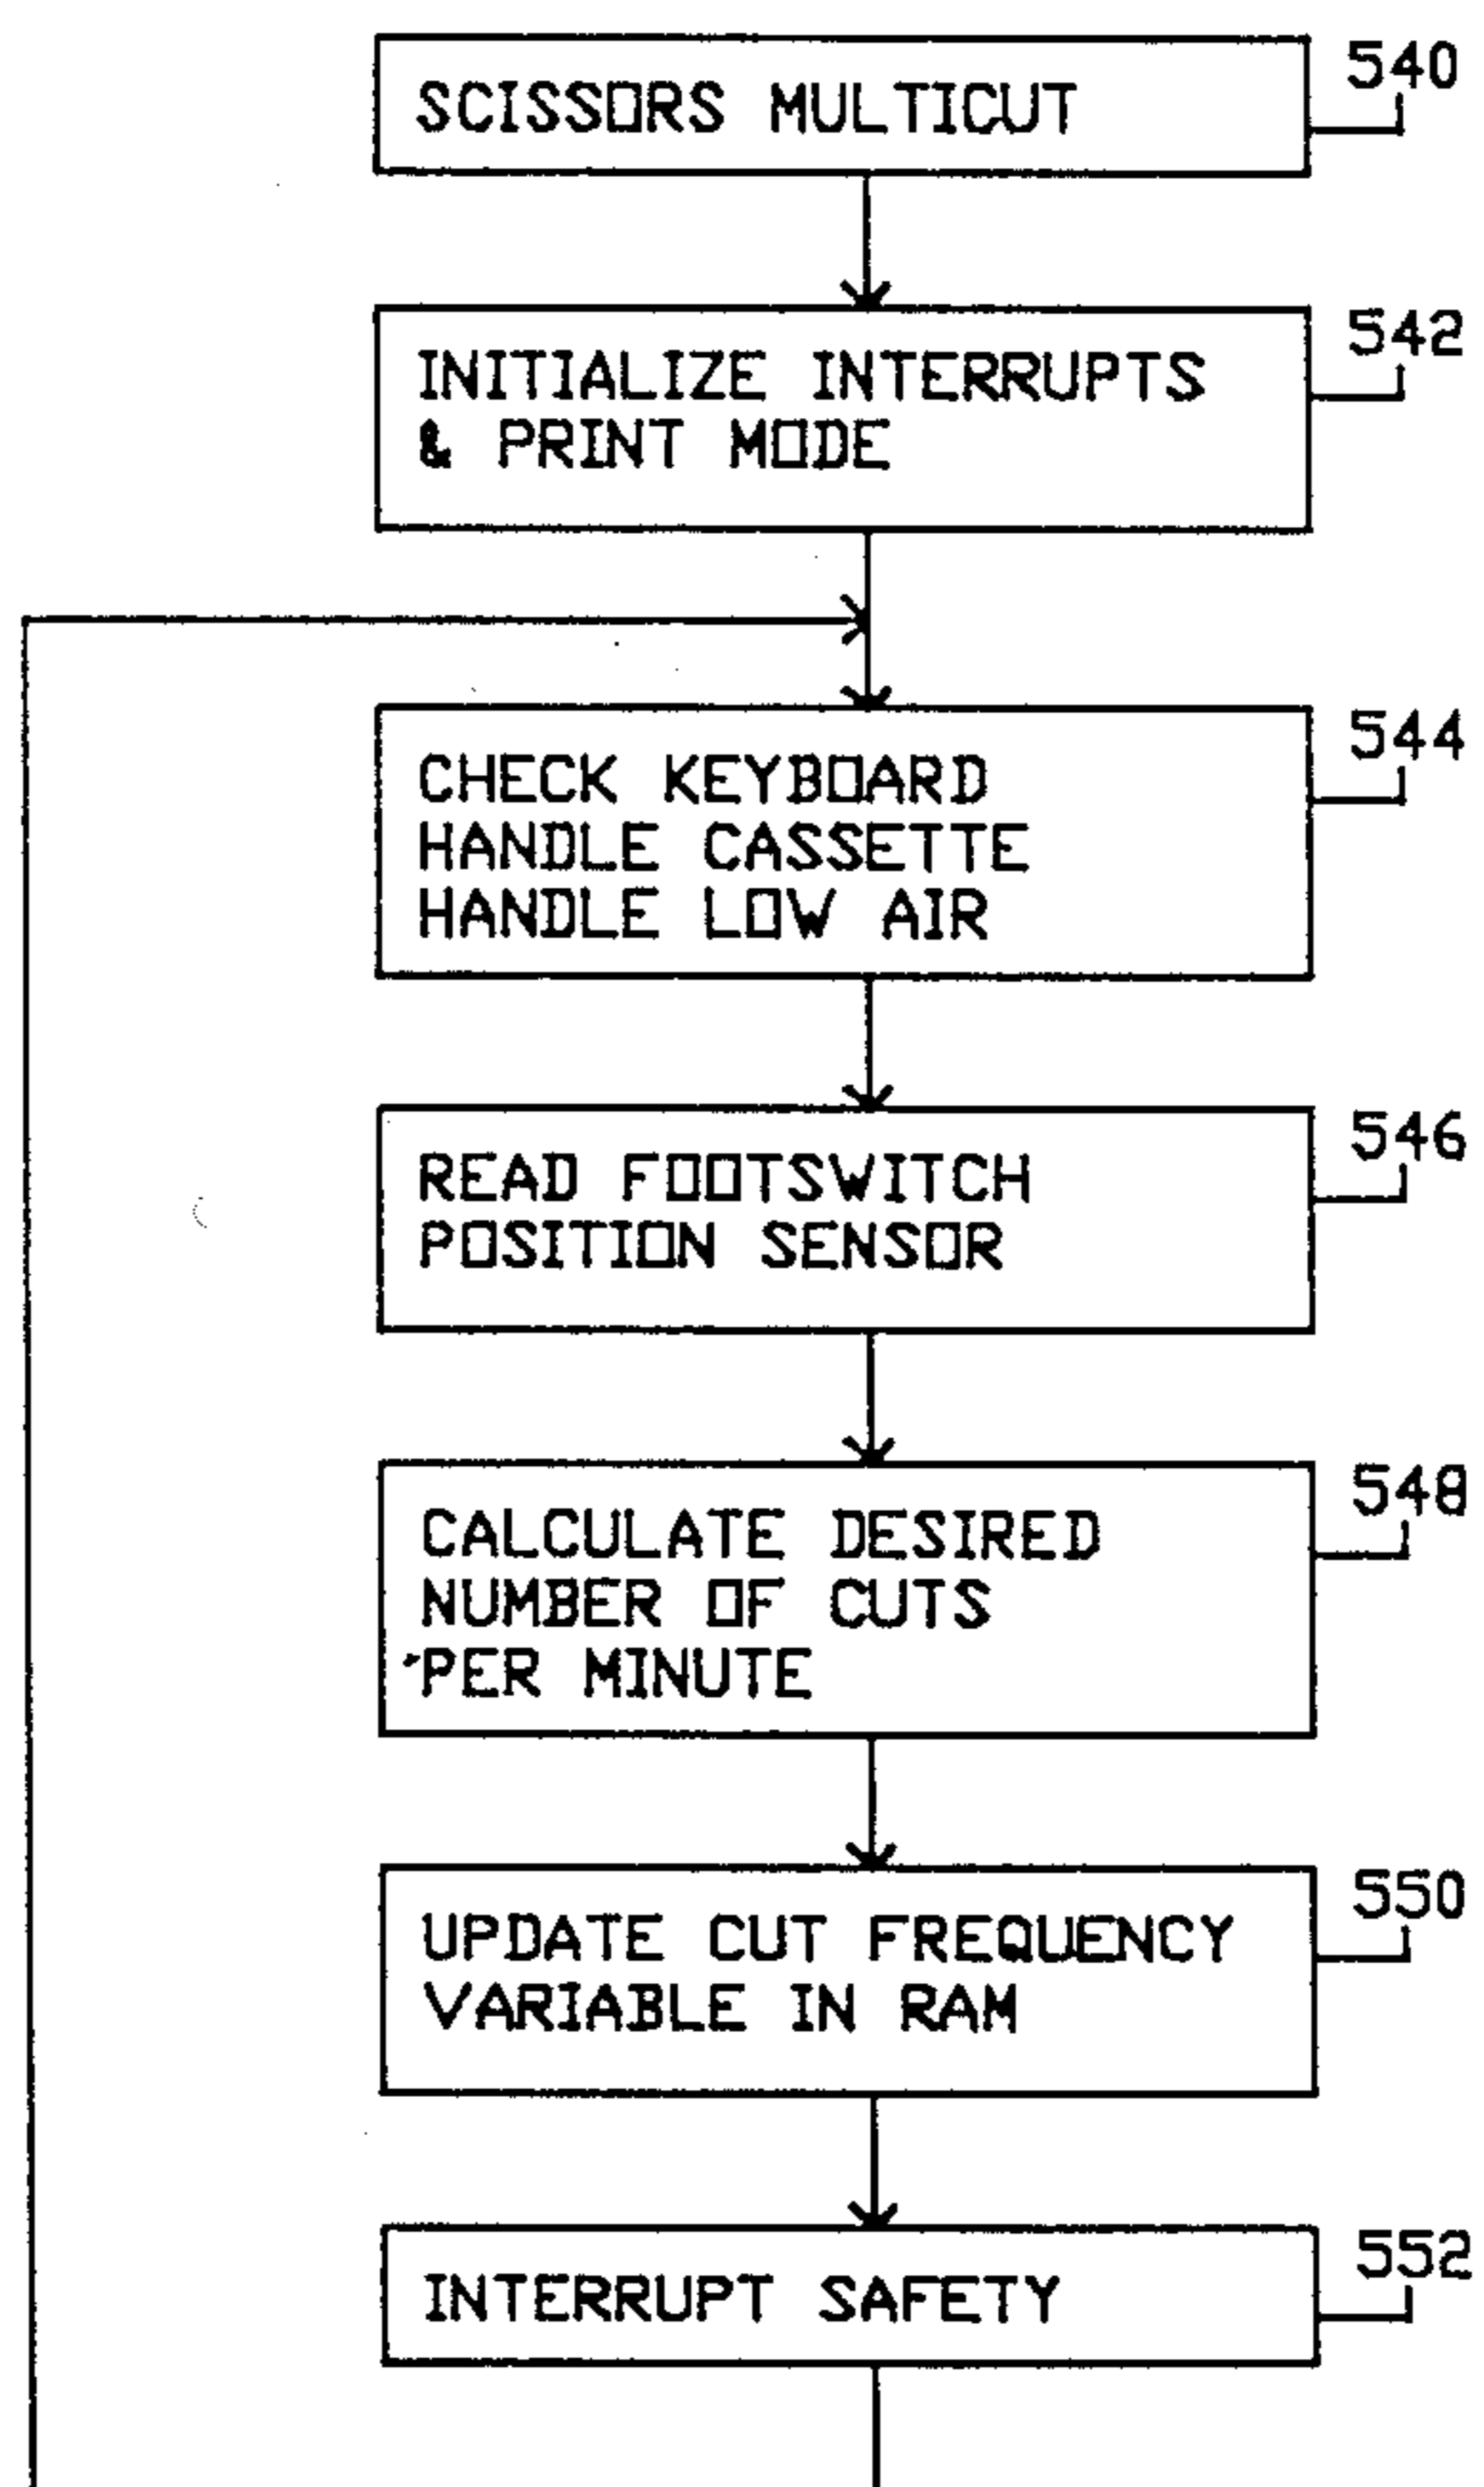 SCISSORS MULTICUT
540
INITIALIZE INTERRUPTS
& PRINT MODE
542
CHECK KEYBOARD
HANDLE CASSETTE
HANDLE LOW AIR
544
READ FOOTSWITCH
POSITION SENSOR
546
CALCULATE DESIRED
NUMBER OF CUTS
PER MINUTE
548
UPDATE CUT FREQUENCY
VARIABLE IN RAM
550
INTERRUPT SAFETY
552